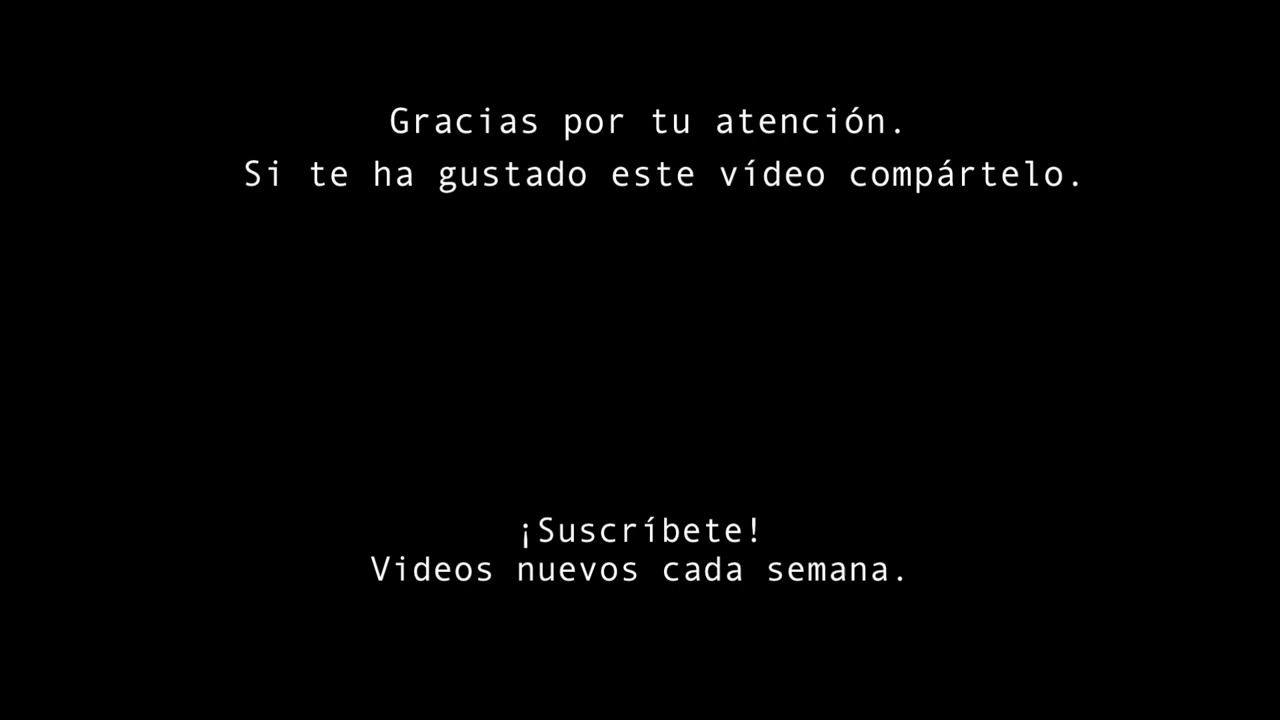 Gracias por tu atención.
Si te ha gustado este vídeo compártelo.
¡Suscríbete!
Videos nuevos cada semana.